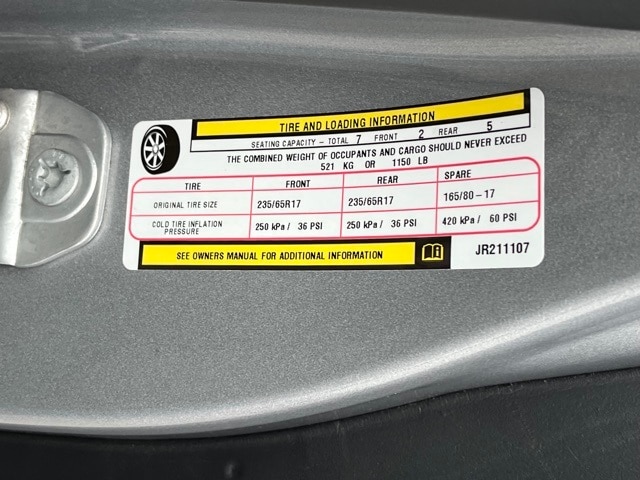 TIRE AND LOADING INFORMATION
SEATING CAPACITY - TOTAL 7 FRONT 2 REAR 5
THE COMBINED WEIGHT OF OCCUPANTS AND CARGO SHOULD NEVER EXCEED
521 KG OR 1150 LB
TIRE FRONT REAR SPARE
ORIGINAL TIRE SIZE 235/65R17 235/65R17 165/80-17
COLD TIRE INFLATION PRESSURE 250 kPa / 36 PSI 250 kPa / 36 PSI 420 kPa / 60 PSI
SEE OWNERS MANUAL FOR ADDITIONAL INFORMATION
JR211107